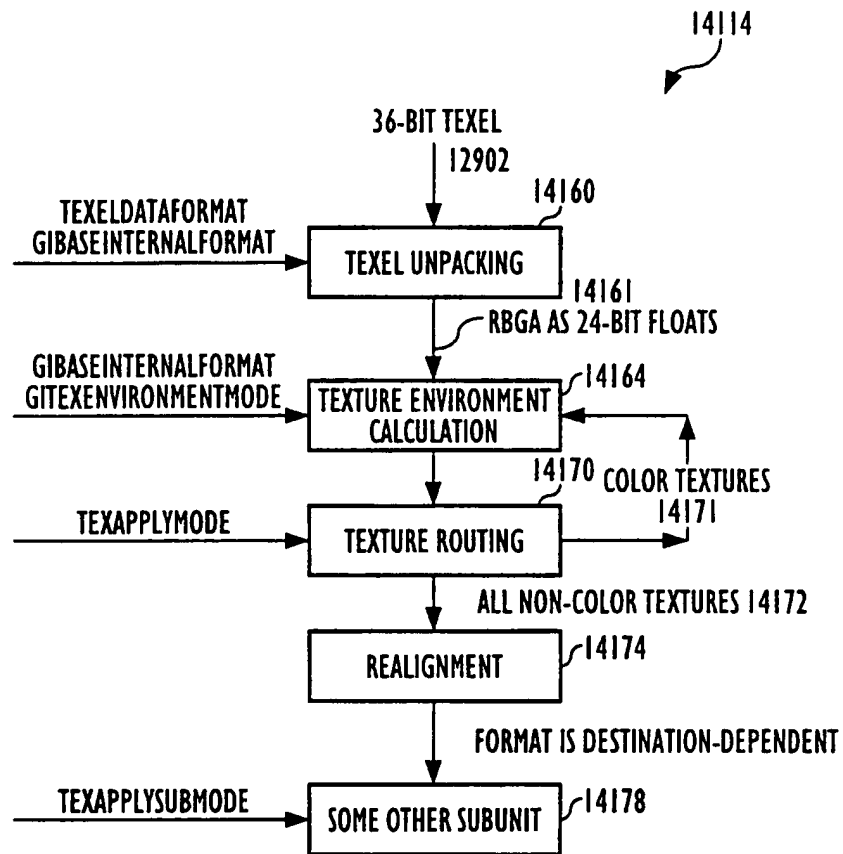 14114
36-BIT TEXEL
12902
14160
TEXELDATAFORMAT
GIBASEINTERNALFORMAT
TEXEL UNPACKING
14161
RBGA AS 24-BIT FLOATS
GIBASEINTERNALFORMAT
GITEXENVIRONMENTMODE
14164
TEXTURE ENVIRONMENT
CALCULATION
14170
COLOR TEXTURES
14171
TEXAPPLYMODE
TEXTURE ROUTING
ALL NON-COLOR TEXTURES 14172
REALIGNMENT
14174
FORMAT IS DESTINATION-DEPENDENT
TEXAPPLYSUBMODE
SOME OTHER SUBUNIT
14178